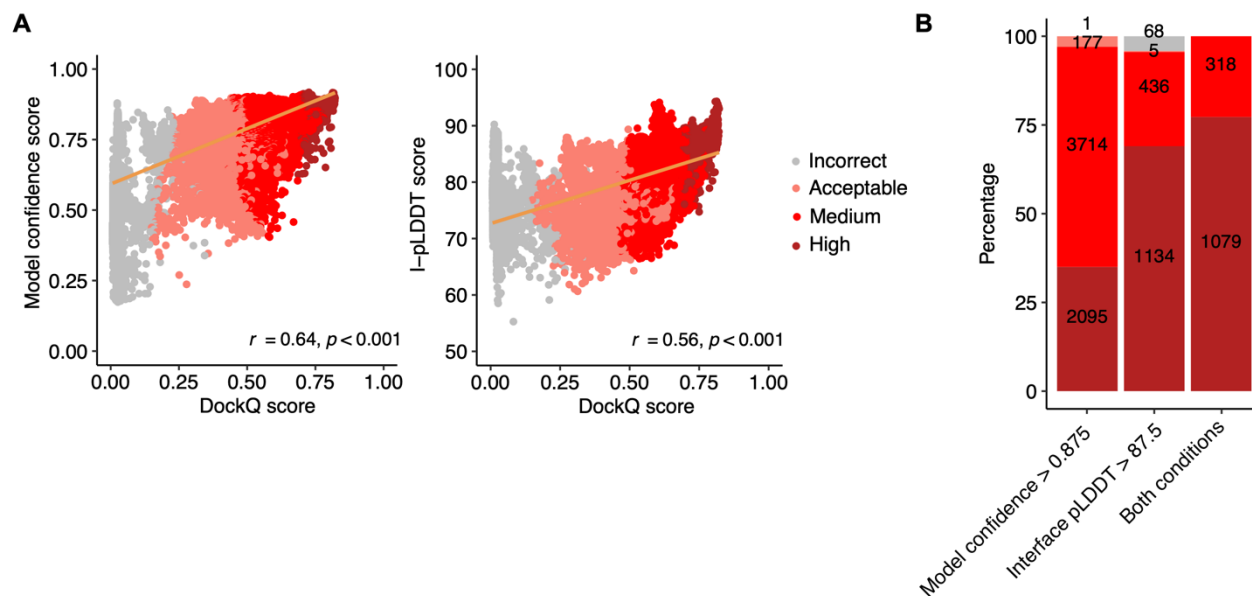 A
Model confidence score
1.00
0.75
0.50
0.25
0.00
r = 0.64, p < 0.001
0.00 0.25 0.50 0.75 1.00
DockQ score
I-pLDDT score
100
90
80
70
60
50
r = 0.56, p < 0.001
0.00 0.25 0.50 0.75 1.00
DockQ score
Incorrect
Acceptable
Medium
High
B
Percentage
100
75
50
25
0
1
177
3714
2095
68
5
436
1134
318
1079
Model confidence > 0.875
Interface pLDDT > 87.5
Both conditions